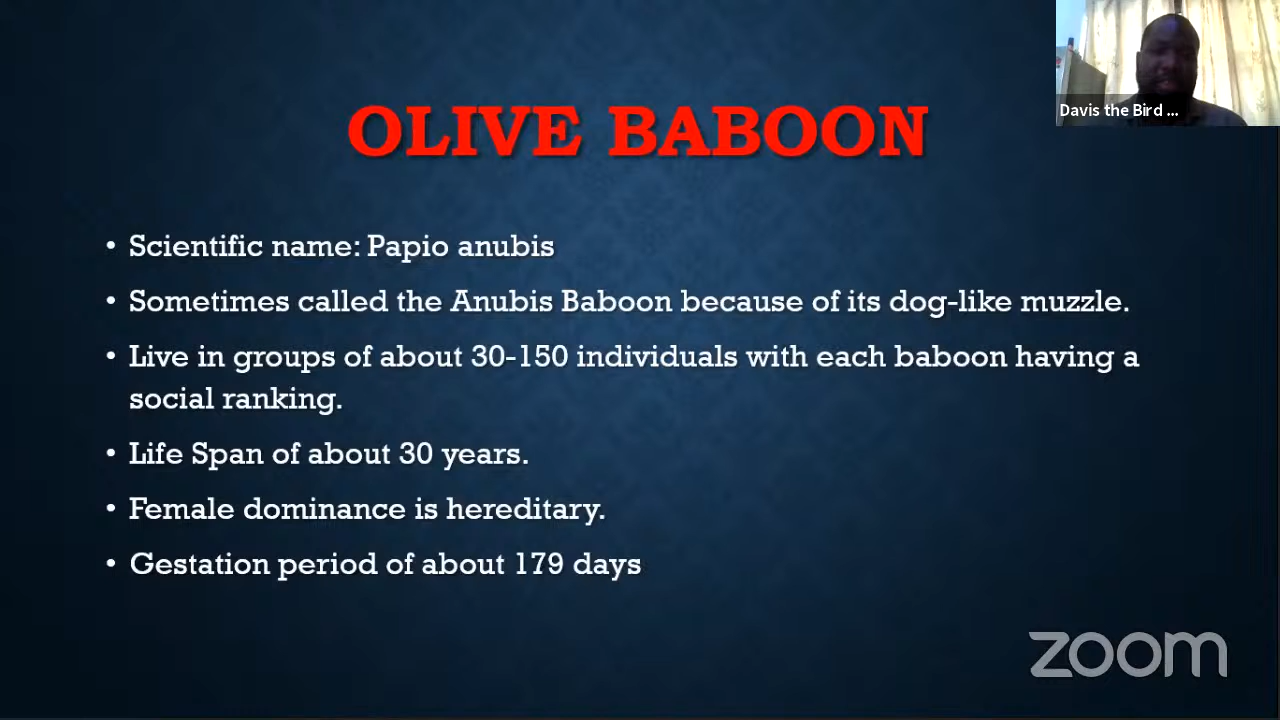 OLIVE BABOON
• Scientific name: Papio anubis
• Sometimes called the Anubis Baboon because of its dog-like muzzle.
• Live in groups of about 30-150 individuals with each baboon having a
social ranking.
• Life Span of about 30 years.
• Female dominance is hereditary.
• Gestation period of about 179 days
Davis the Bird ...
zoom